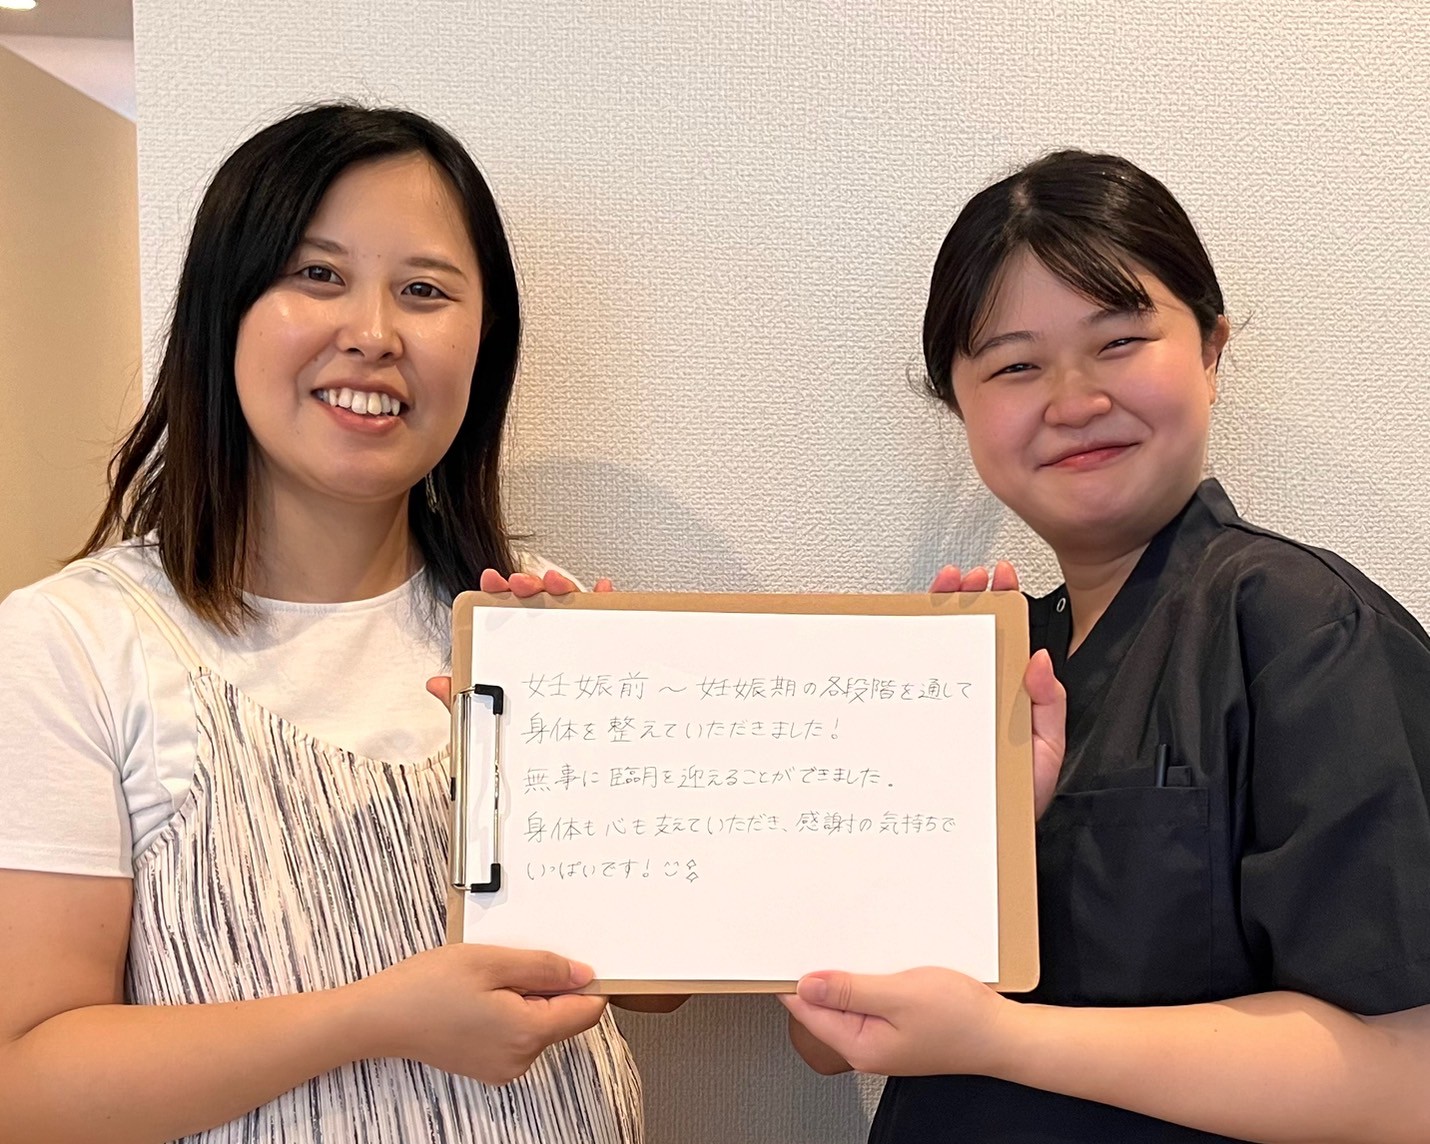 妊娠前～妊娠期の各段階を通して
身体を整えていただきました！
無事に臨月を迎えることができました。
身体も心も支えていただき、感謝の気持ちで
いっぱいです！